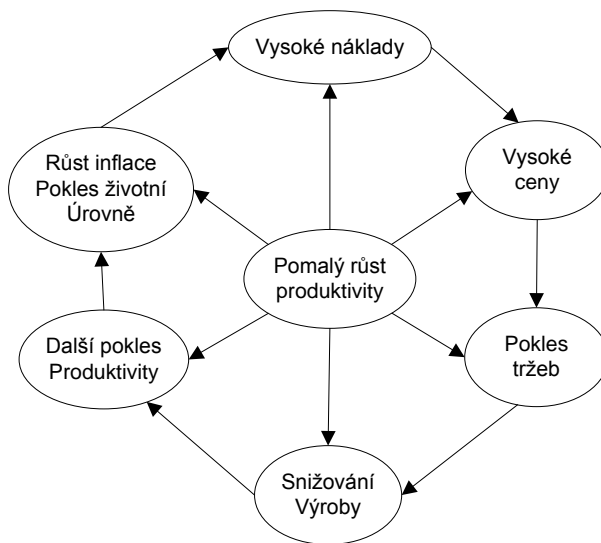 Vysoké náklady
Růst inflace
Pokles životní
Úrovně
Vysoké
ceny
Pomalý růst
produktivity
Další pokles
Produktivity
Pokles
tržeb
Snižování
Výroby